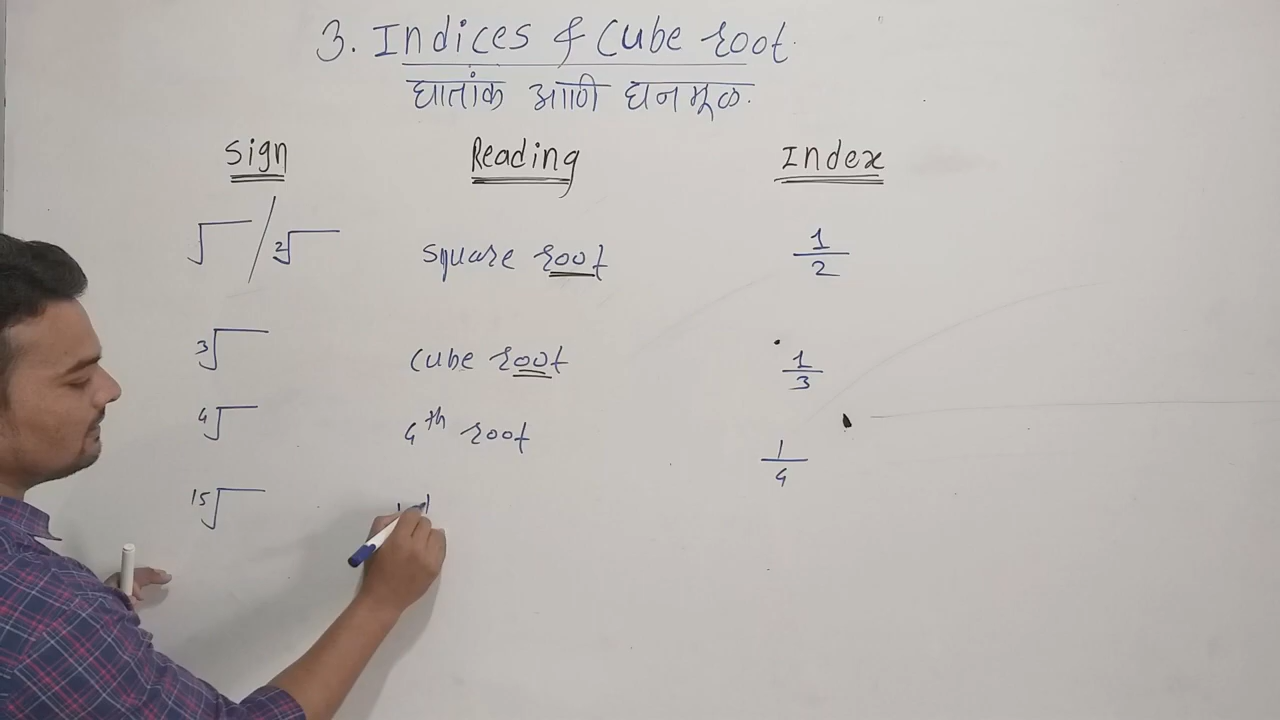 3. Indices & Cube root.
घातांक आणि घनमूळ.
Sign Reading Index
√ / ²√ square root 1/2
³√ cube root 1/3
⁴√ 4th root 1/4
¹⁵√